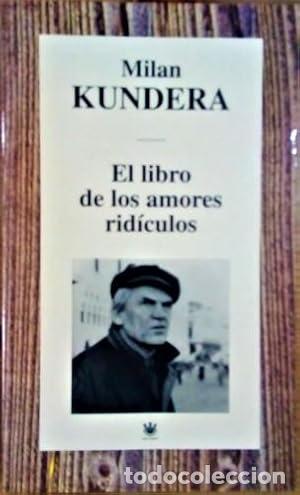 Milan
KUNDERA
El libro
de los amores
ridículos
todocoleccion